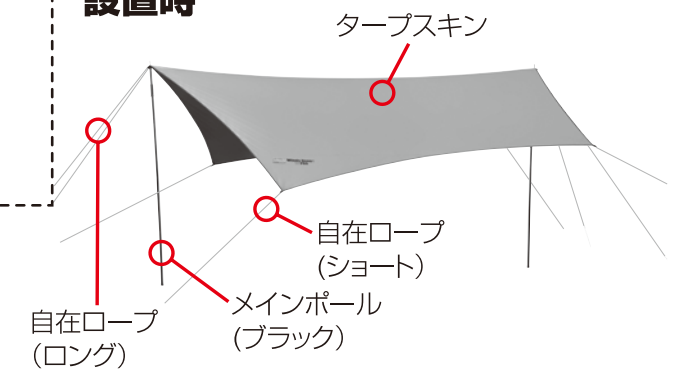 設置時
タープスキン
自在ロープ
(ショート)
メインポール
(ブラック)
自在ロープ
(ロング)